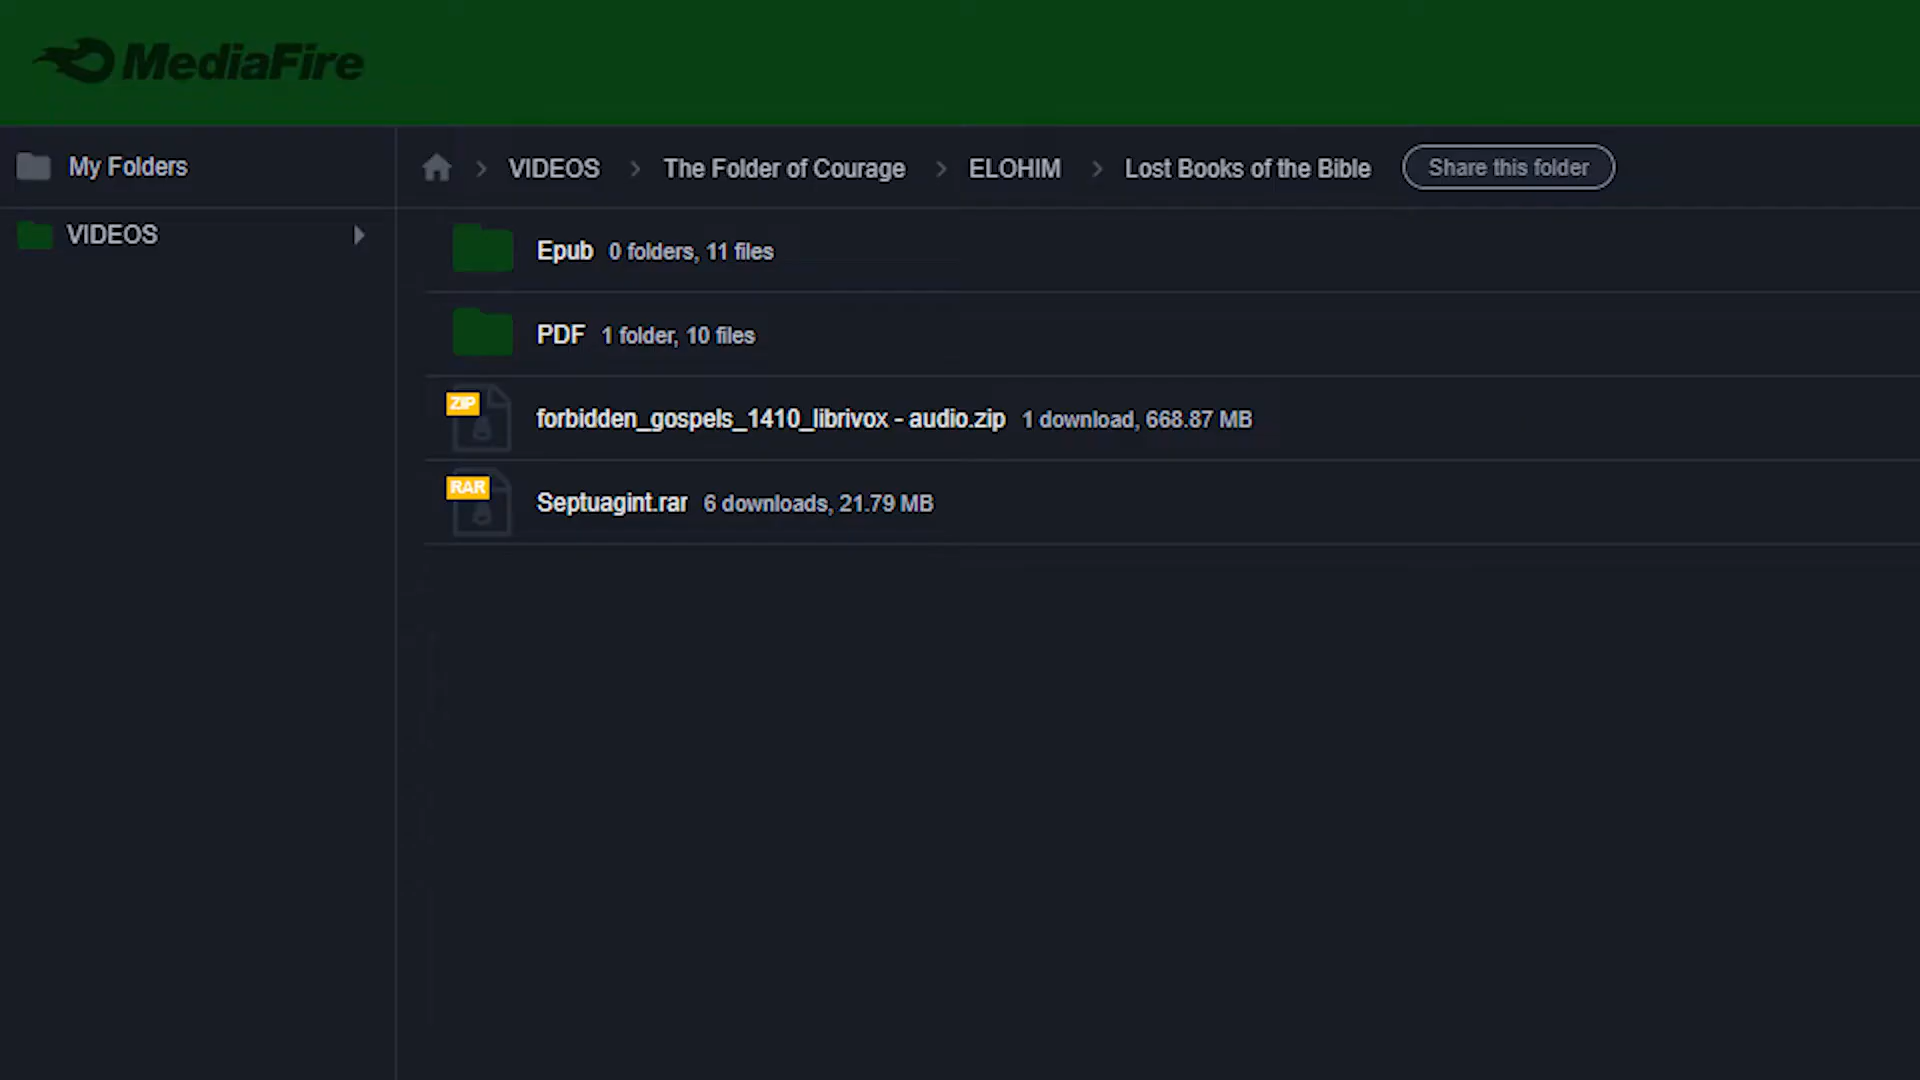 MediaFire
My Folders
VIDEOS > The Folder of Courage > ELOHIM > Lost Books of the Bible
Share this folder
VIDEOS
Epub 0 folders, 11 files
PDF 1 folder, 10 files
ZIP
forbidden_gospels_1410_librivox - audio.zip 1 download, 668.87 MB
RAR
Septuagint.rar 6 downloads, 21.79 MB